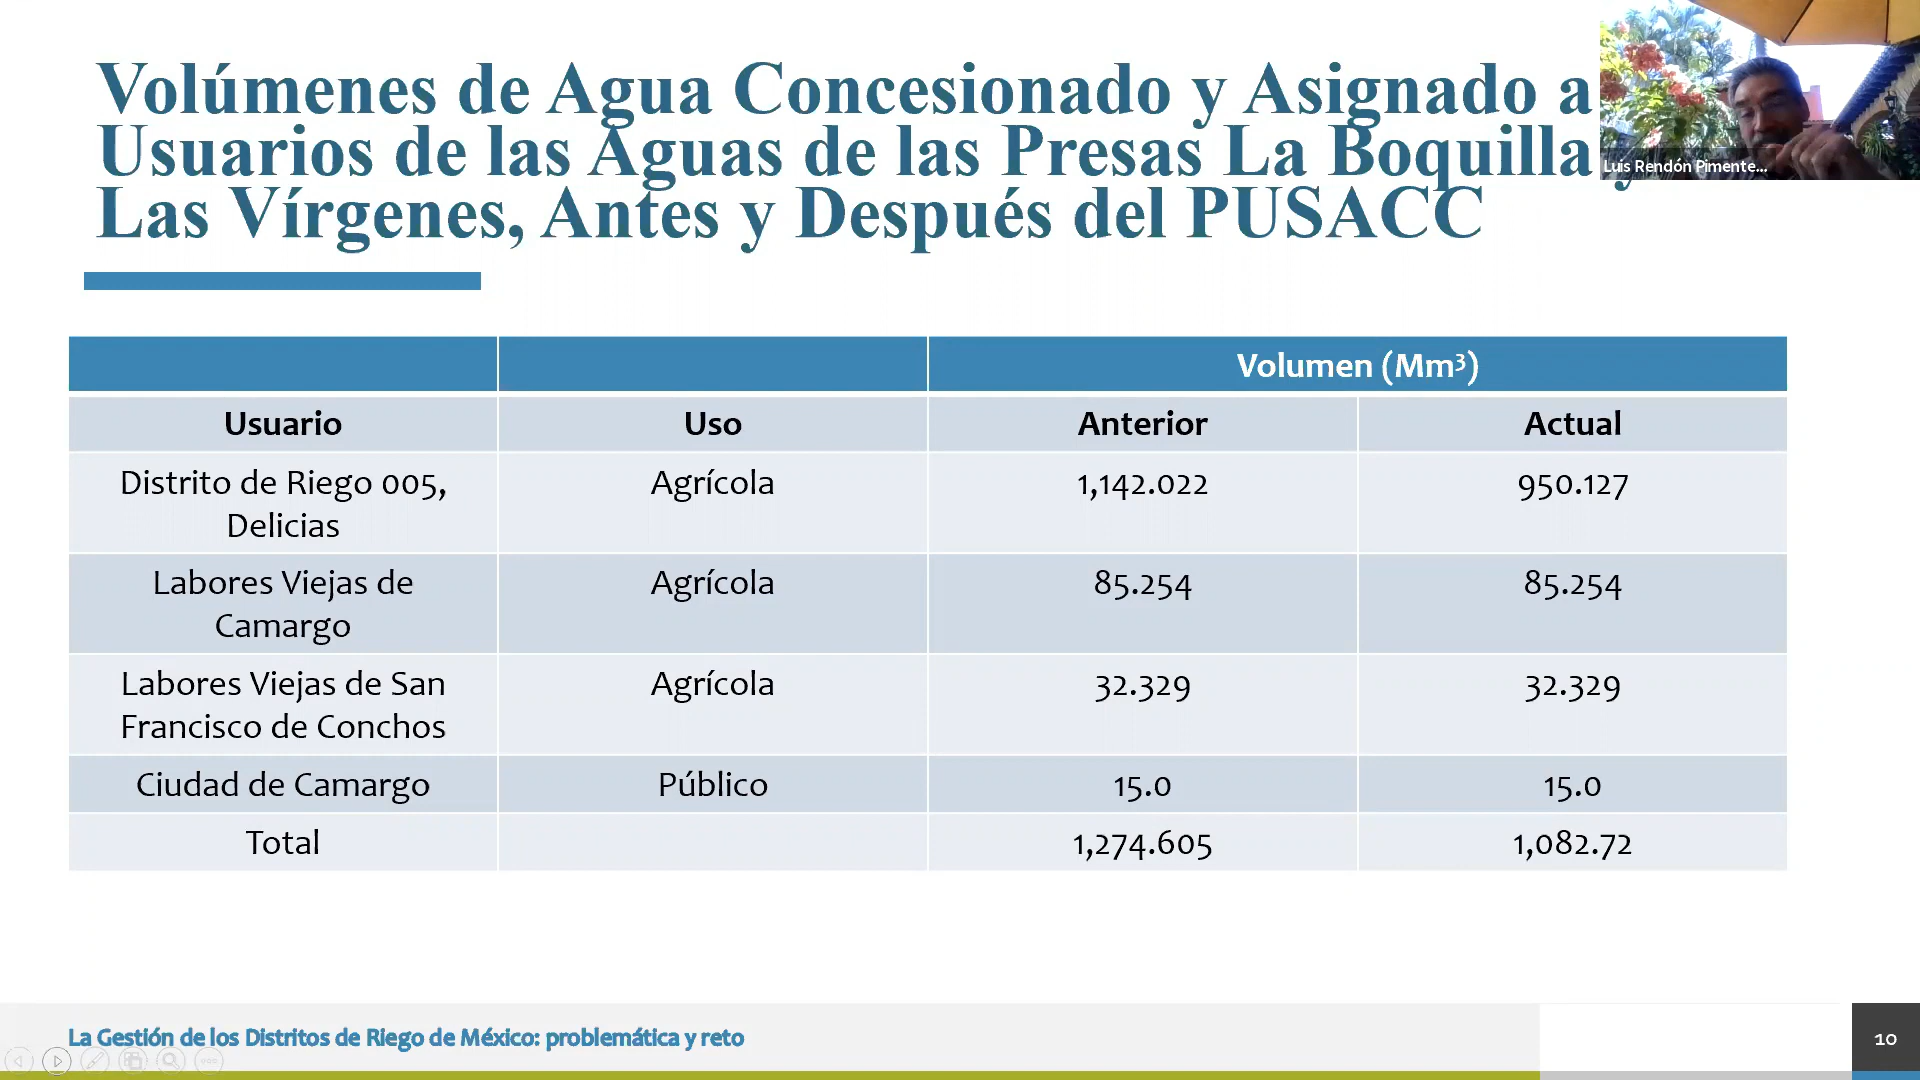 Volúmenes de Agua Concesionado y Asignado a
Usuarios de las Aguas de las Presas La Boquilla y
Las Vírgenes, Antes y Después del PUSACC
Luis Rendón Pimente...
Volumen (Mm³)
Usuario Uso Anterior Actual
Distrito de Riego 005,
Delicias
Agrícola 1,142.022 950.127
Labores Viejas de
Camargo
Agrícola 85.254 85.254
Labores Viejas de San
Francisco de Conchos
Agrícola 32.329 32.329
Ciudad de Camargo Público 15.0 15.0
Total 1,274.605 1,082.72
La Gestión de los Distritos de Riego de México: problemática y reto
10